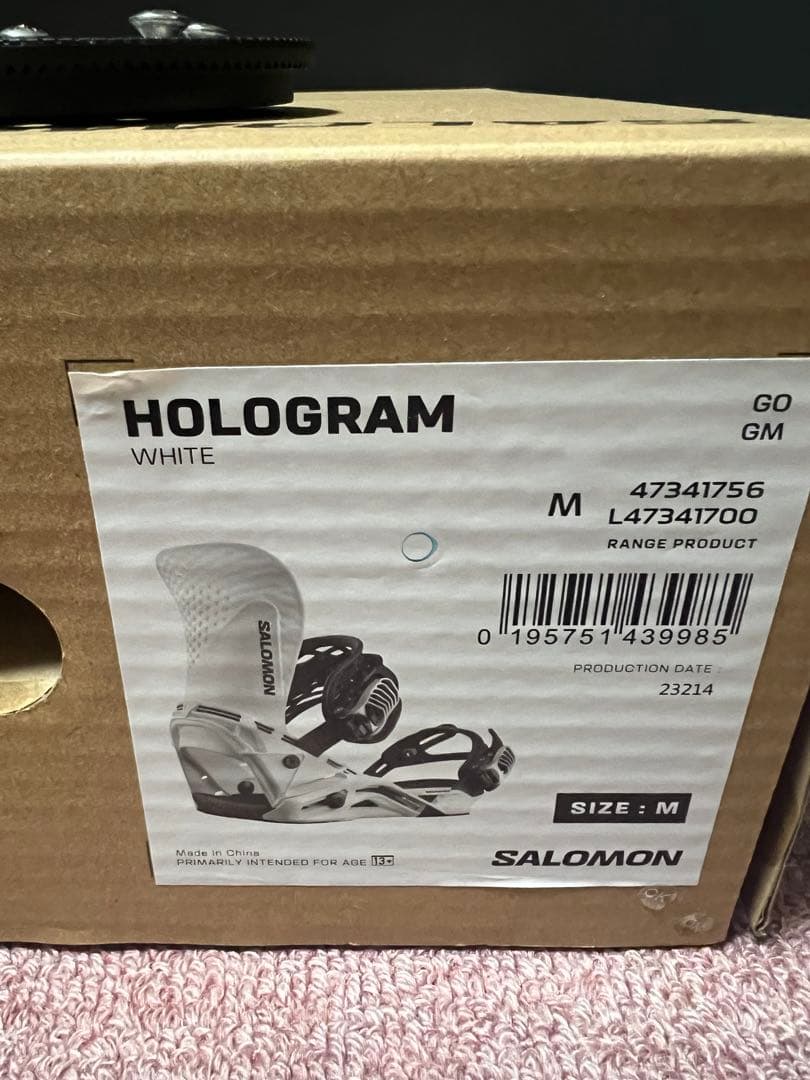 HOLOGRAM
WHITE
GO
GM
M
47341756
L47341700
RANGE PRODUCT
0 195751 439985
PRODUCTION DATE :
23214
SALOMON
SIZE : M
Made in China
PRIMARILY INTENDED FOR AGE 13+
SALOMON
OK